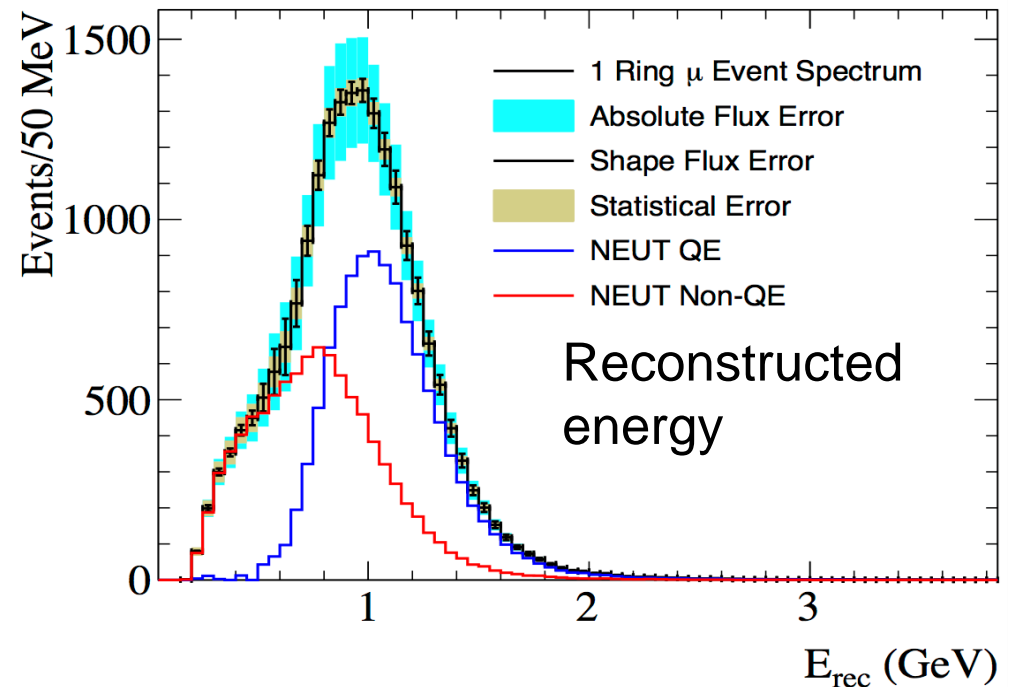 Events/50 MeV
1500
1000
500
0
1 Ring μ Event Spectrum
Absolute Flux Error
Shape Flux Error
Statistical Error
NEUT QE
NEUT Non-QE
Reconstructed
energy
1 2 3
E_rec (GeV)